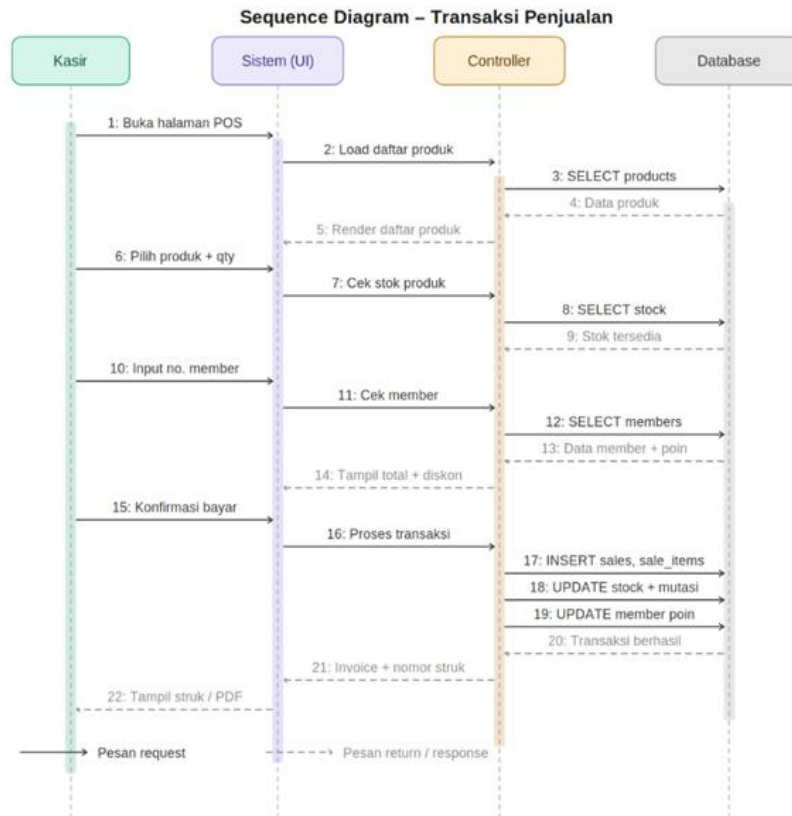 Sequence Diagram – Transaksi Penjualan
Kasir
Sistem (UI)
Controller
Database
1: Buka halaman POS
2: Load daftar produk
3: SELECT products
4: Data produk
5: Render daftar produk
6: Pilih produk + qty
7: Cek stok produk
8: SELECT stock
9: Stok tersedia
10: Input no. member
11: Cek member
12: SELECT members
13: Data member + poin
14: Tampil total + diskon
15: Konfirmasi bayar
16: Proses transaksi
17: INSERT sales, sale_items
18: UPDATE stock + mutasi
19: UPDATE member poin
20: Transaksi berhasil
21: Invoice + nomor struk
22: Tampil struk / PDF
Pesan request
Pesan return / response